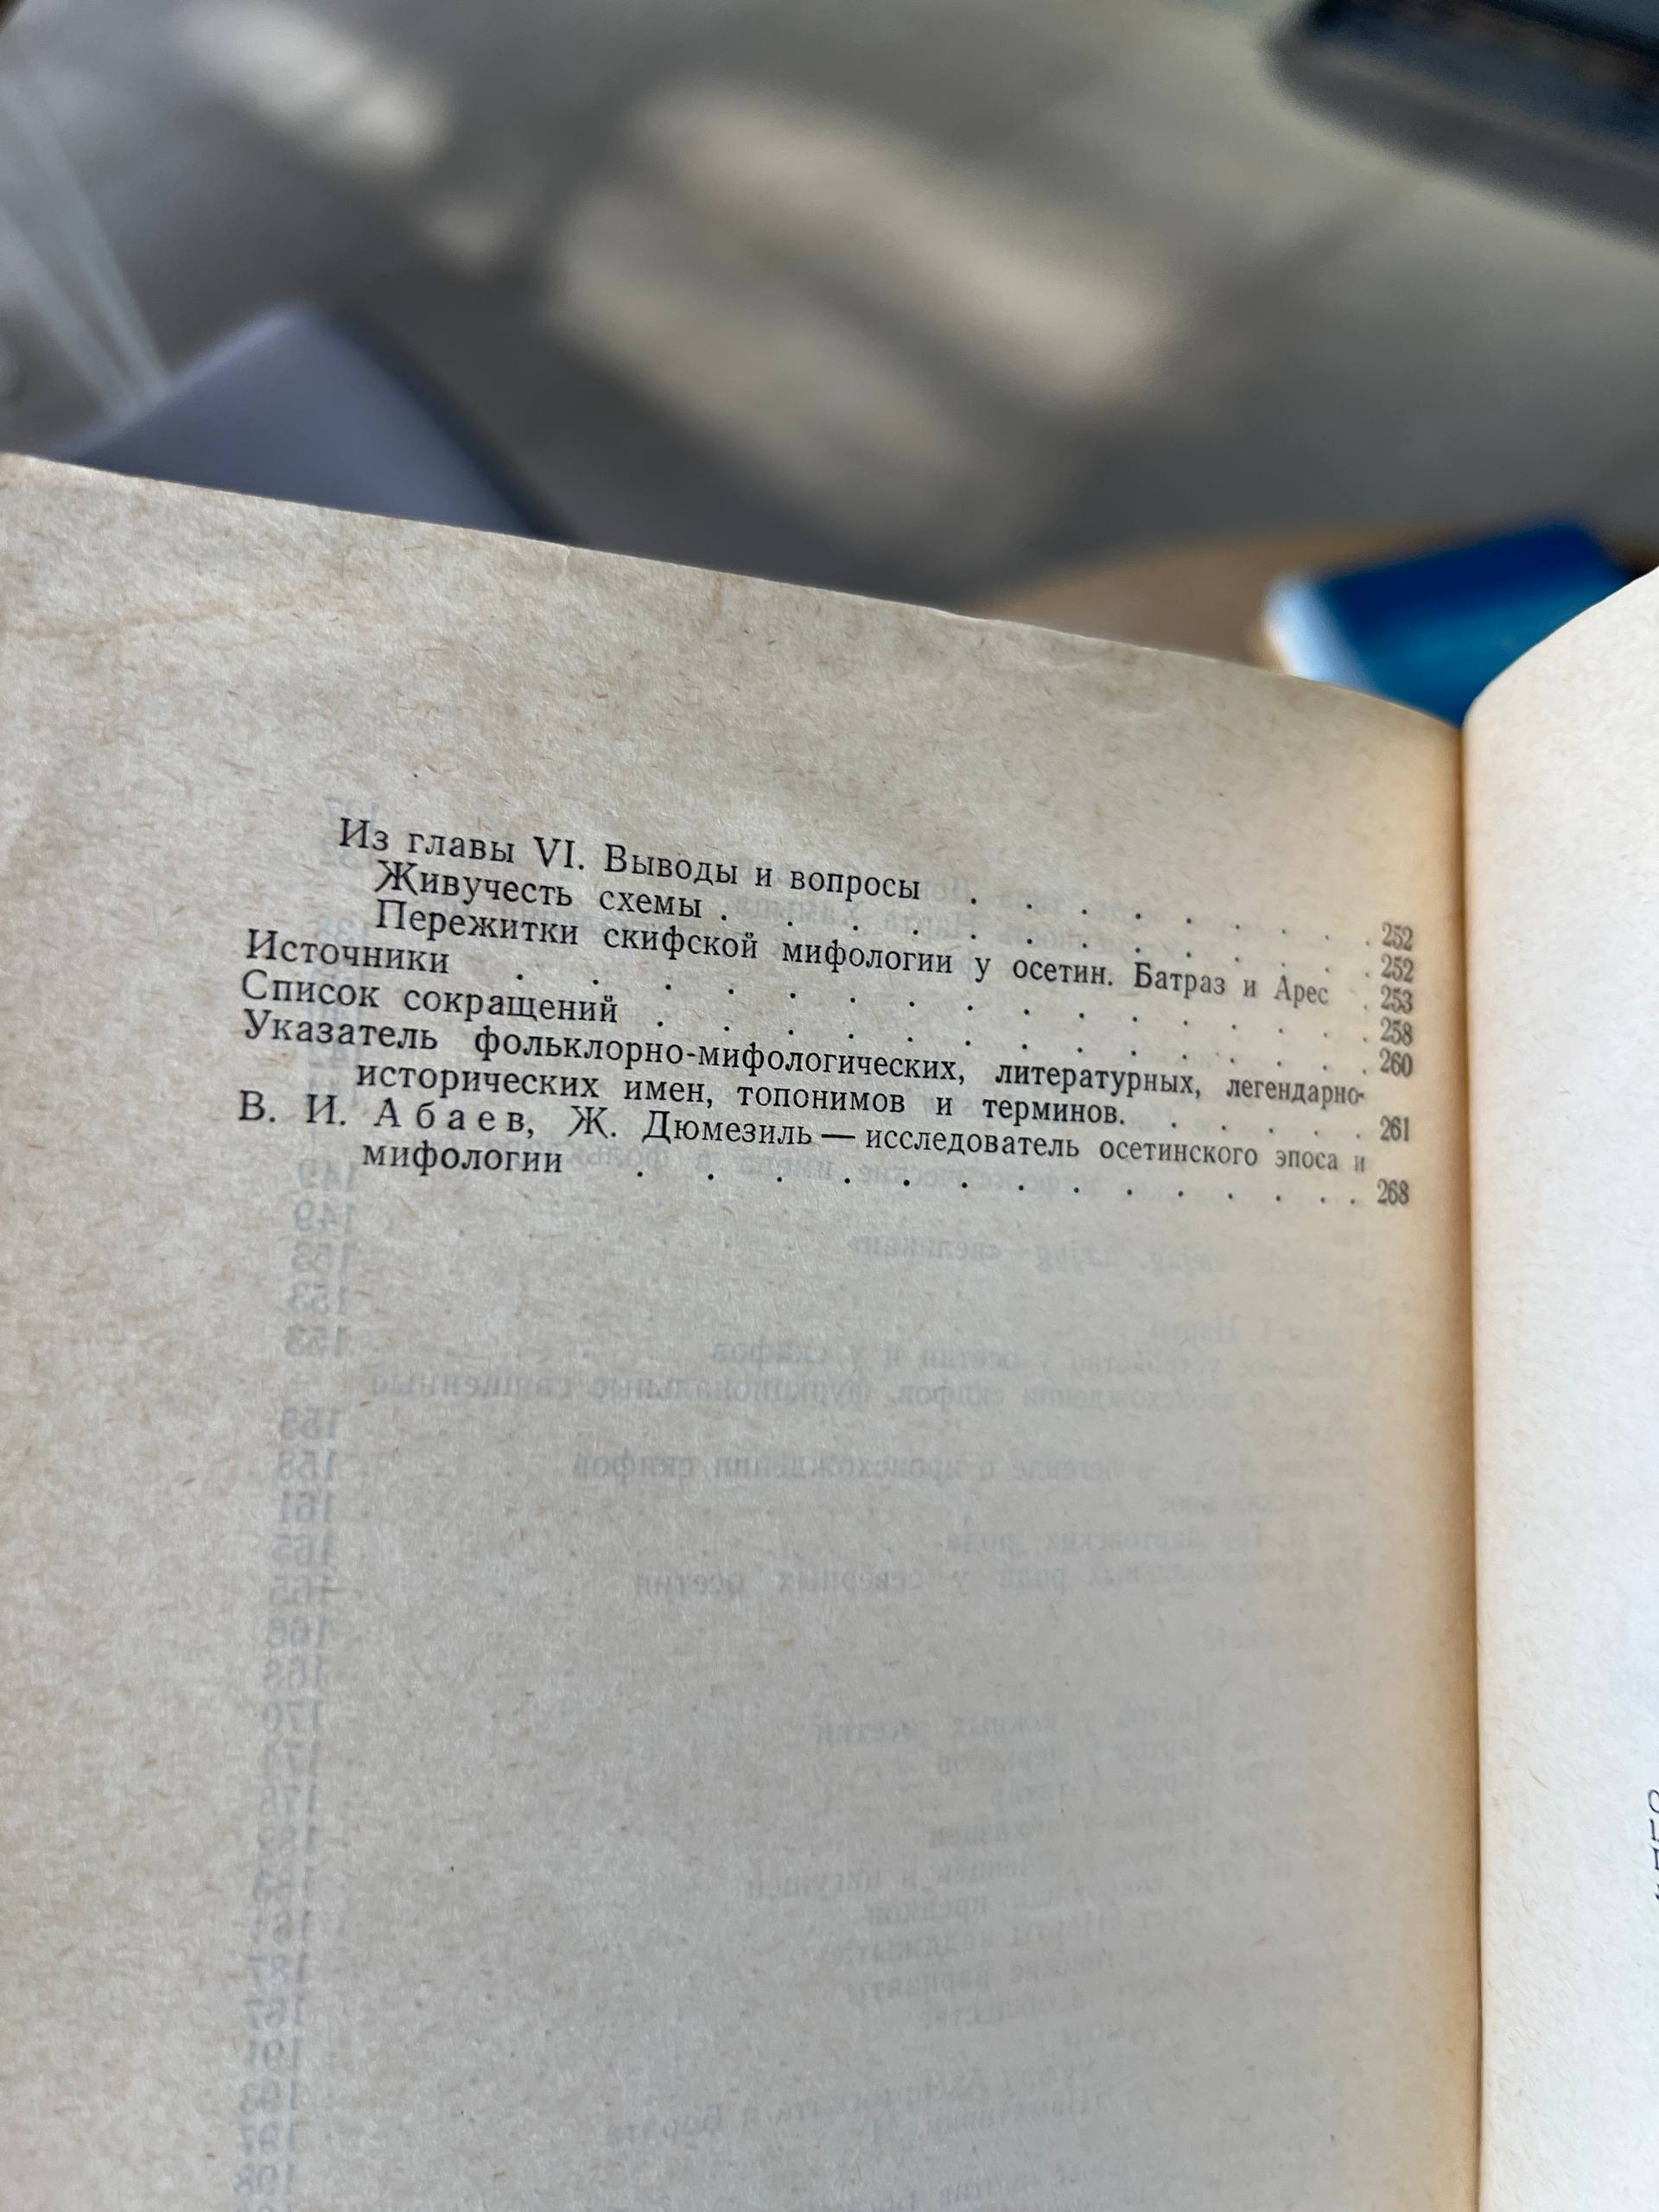 Из главы VI. Выводы и вопросы . . . . . . . . . 252
Живучесть схемы . . . . . . . . . . . . 252
Пережитки скифской мифологии у осетин. Батраз и Арес . 253
Источники . . . . . . . . . . . . . . . 258
Список сокращений . . . . . . . . . . . . . 260
Указатель фольклорно-мифологических, литературных, легендарно-
исторических имен, топонимов и терминов. . . . . . 261
В. И. Абаев, Ж. Дюмезиль — исследователь осетинского эпоса и
мифологии . . . . . . . . . . . . . 268